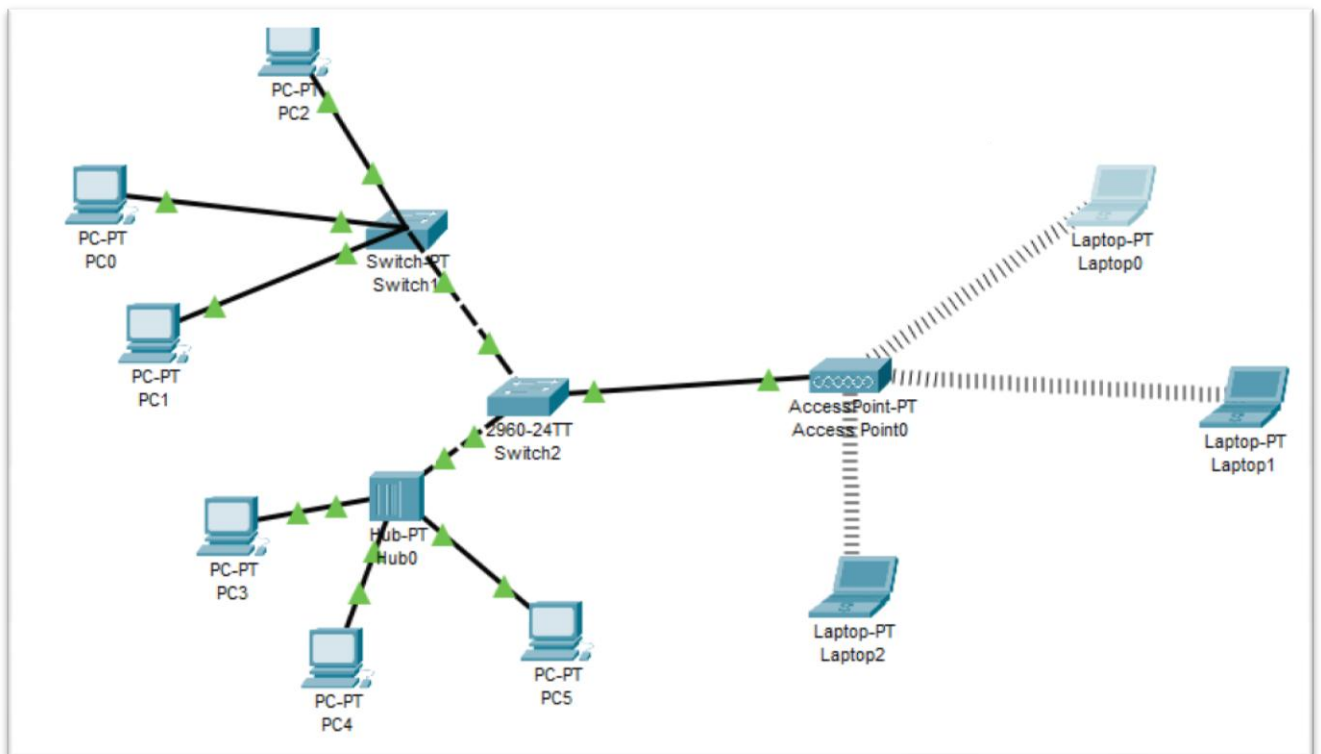 PC-PT
PC2
PC-PT
PC0
Switch-PT
Switch1
PC-PT
PC1
Laptop-PT
Laptop0
AccessPoint-PT
Access Point0
2960-24TT
Switch2
Laptop-PT
Laptop1
Hub-PT
Hub0
PC-PT
PC3
PC-PT
PC4
PC-PT
PC5
Laptop-PT
Laptop2